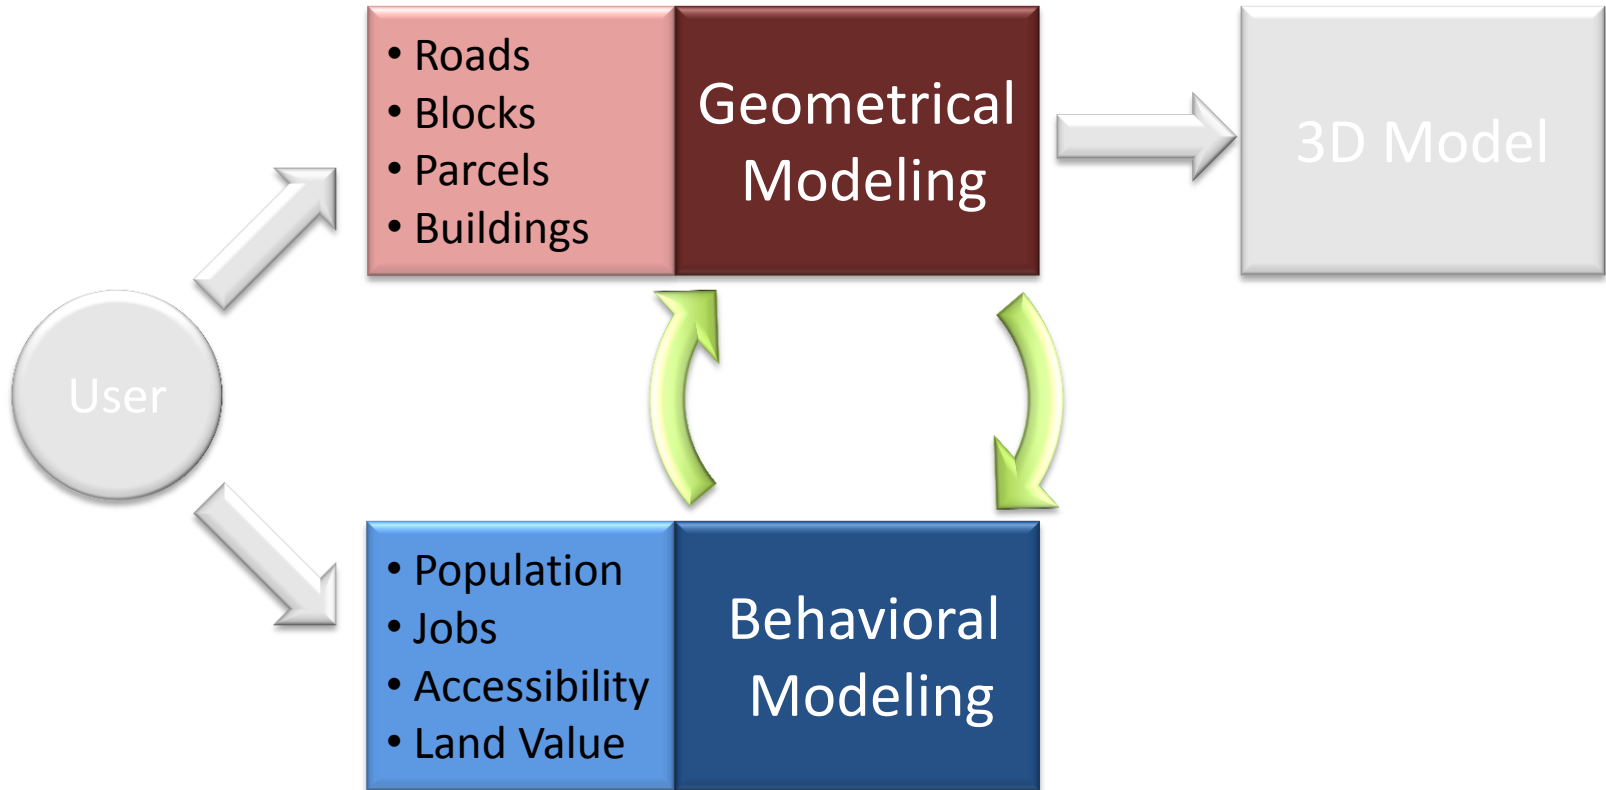 User
• Roads
• Blocks
• Parcels
• Buildings
Geometrical
Modeling
3D Model
• Population
• Jobs
• Accessibility
• Land Value
Behavioral
Modeling